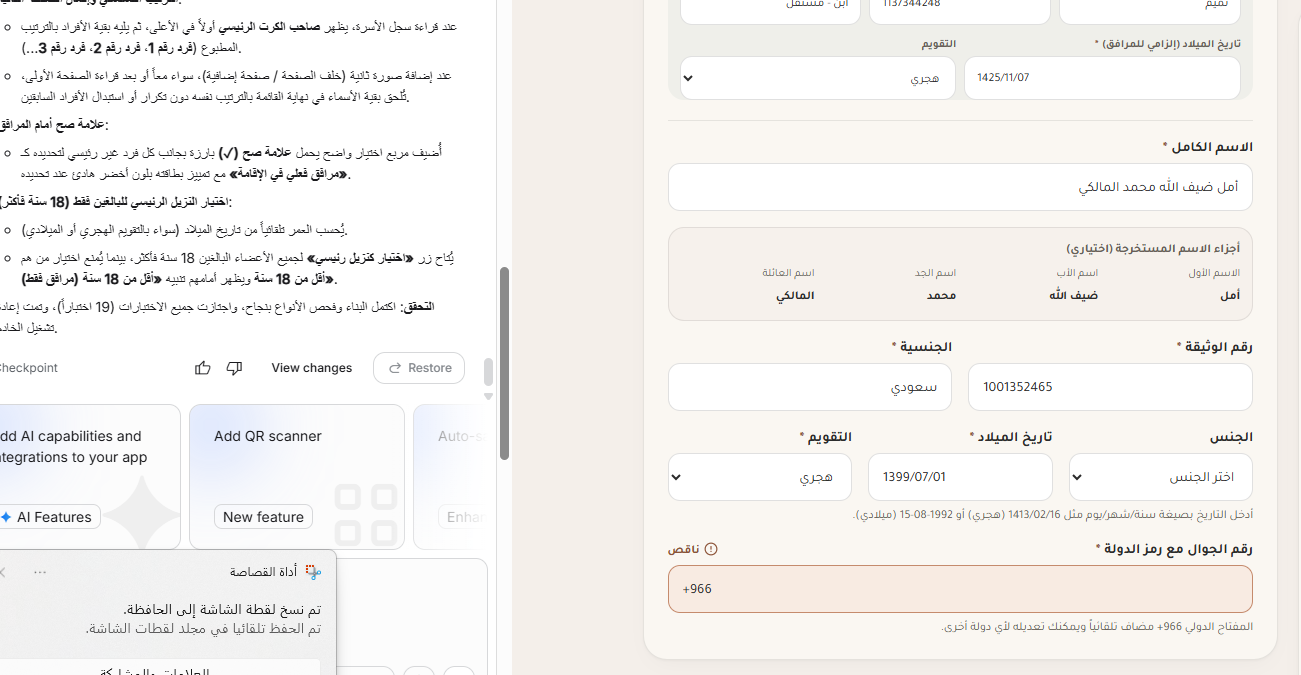 عند قراءة سجل الأسرة، يظهر صاحب الكرت الرئيسي أولاً في الأعلى، ثم يليه بقية الأفراد بالترتيب
المطبوع (فرد رقم 1، فرد رقم 2، فرد رقم 3...).
عند إضافة صورة ثانية (خلف الصفحة / صفحة إضافية)، سواء معاً أو بعد قراءة الصفحة الأولى،
تُلحق بقية الأسماء في نهاية القائمة بالترتيب نفسه دون تكرار أو استبدال الأفراد السابقين.
علامة صح أمام المرافق:
أُضيف مربع اختيار واضح يحمل علامة صح (✓) بارزة بجانب كل فرد غير رئيسي لتحديده كـ
«مرافق فعلي في الإقامة» مع تمييز بطاقته بلون أخضر هادئ عند تحديده.
اختيار النزيل الرئيسي للبالغين فقط (18 سنة فأكثر):
يُحسب العمر تلقائياً من تاريخ الميلاد (سواء بالتقويم الهجري أو الميلادي).
يُتاح زر «اختيار كنزيل رئيسي» لجميع الأعضاء البالغين 18 سنة فأكثر، بينما يُمنع اختيار من هم
أقل من 18 سنة ويظهر أمامهم تنبيه «أقل من 18 سنة (مرافق فقط)».
التحقق: اكتمل البناء وفحص الأنواع بنجاح، واجتازت جميع الاختبارات (19 اختباراً)، وتمت
تشغيل
View changes
Restore
capabilities and
to your app
AI Features
Add QR scanner
New feature
أداة القصاصة
تم نسخ لقطة الشاشة إلى الحافظة.
تم الحفظ تلقائيا في مجلد لقطات الشاشة.
تميم
1137344248
ابن - مستقل
تاريخ الميلاد (إلزامي للمرافق) *
التقويم
1425/11/07
هجري
الاسم الكامل *
أمل ضيف الله محمد المالكي
أجزاء الاسم المستخرجة (اختياري)
الاسم الأول
اسم الأب
اسم الجد
اسم العائلة
أمل
ضيف الله
محمد
المالكي
رقم الوثيقة *
الجنسية *
1001352465
سعودي
الجنس
تاريخ الميلاد *
التقويم *
اختر الجنس
1399/07/01
هجري
أدخل التاريخ بصيغة سنة/شهر/يوم مثل 1413/02/16 (هجري) أو 1992-08-15 (ميلادي).
رقم الجوال مع رمز الدولة *
ناقص
+966
المفتاح الدولي 966+ مضاف تلقائياً ويمكنك تعديله لأي دولة أخرى.